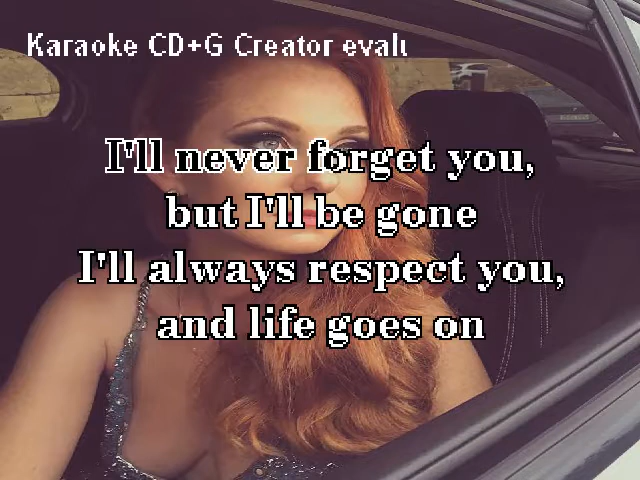 Karaoke CD+G Creator evalu
I'll never forget you,
but I'll be gone
I'll always respect you,
and life goes on